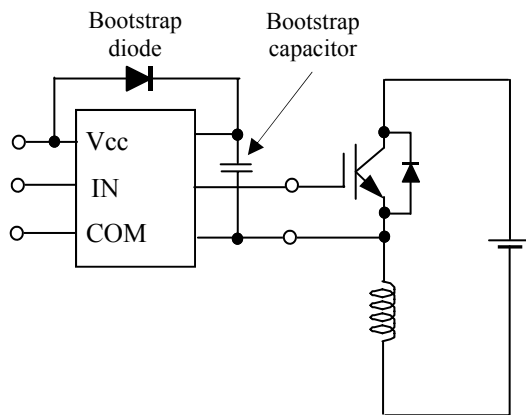 Bootstrap
diode
Bootstrap
capacitor
Vcc
IN
COM